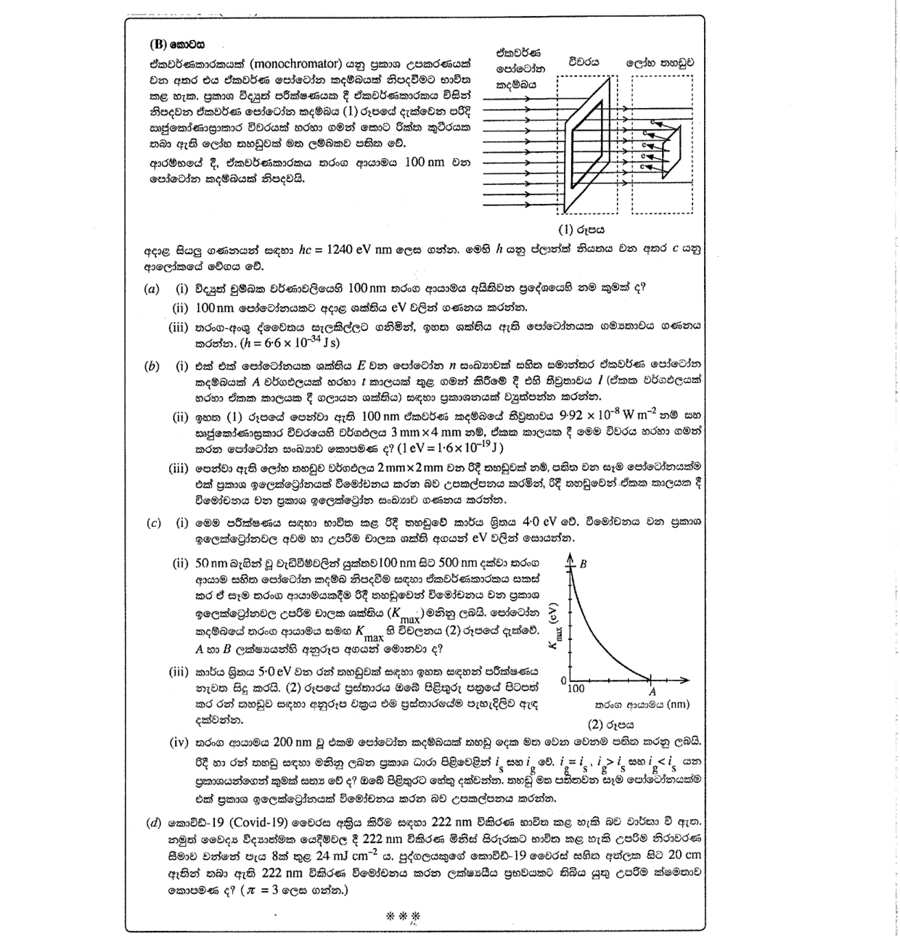 (B) කොටස
ඒකවර්ණකාරකයක් (monochromator) යනු ප්‍රකාශ උපකරණයක්
වන අතර එය ඒකවර්ණ ෆෝටෝන කදම්බයක් නිපදවීමට භාවිත
කළ හැක. ප්‍රකාශ විද්‍යුත් පරීක්ෂණයක දී ඒකවර්ණකාරකය විසින්
නිපදවන ඒකවර්ණ ෆෝටෝන කදම්බය (1) රූපයේ දැක්වෙන පරිදි
ඍජුකෝණාස්‍රාකාර විවරයක් හරහා ගමන් කොට රික්ත කුටීරයක
තබා ඇති ලෝහ තහඩුවක් මත ලම්බකව පතිත වේ.
ආරම්භයේ දී, ඒකවර්ණකාරකය තරංග ආයාමය 100 nm වන
ෆෝටෝන කදම්බයක් නිපදවයි.
ඒකවර්ණ
ෆෝටෝන
කදම්බය
විවරය
ලෝහ තහඩුව
(1) රූපය
අදාළ සියලු ගණනයන් සඳහා hc = 1240 eV nm ලෙස ගන්න. මෙහි h යනු ප්ලාන්ක් නියතය වන අතර c යනු
ආලෝකයේ වේගය වේ.
(a) (i) විද්‍යුත් චුම්බක වර්ණාවලියෙහි 100 nm තරංග ආයාමය අයිතිවන ප්‍රදේශයෙහි නම කුමක් ද?
(ii) 100 nm ෆෝටෝනයකට අදාළ ශක්තිය eV වලින් ගණනය කරන්න.
(iii) තරංග-අංශු ද්වෛතය සැලකිල්ලට ගනිමින්, ඉහත ශක්තිය ඇති ෆෝටෝනයක ගම්‍යතාවය ගණනය
කරන්න. (h = 6·6 × 10⁻³⁴ J s)
(b) (i) එක් එක් ෆෝටෝනයක ශක්තිය E වන ෆෝටෝන n සංඛ්‍යාවක් සහිත සමාන්තර ඒකවර්ණ ෆෝටෝන
කදම්බයක් A වර්ගඵලයක් හරහා t කාලයක් තුළ ගමන් කිරීමේ දී එහි තීව්‍රතාවය I (ඒකක වර්ගඵලයක්
හරහා ඒකක කාලයක දී ගලායන ශක්තිය) සඳහා ප්‍රකාශනයක් ව්‍යුත්පන්න කරන්න.
(ii) ඉහත (1) රූපයේ පෙන්වා ඇති 100 nm ඒකවර්ණ කදම්බයේ තීව්‍රතාවය 9·92 × 10⁻⁸ W m⁻² නම් සහ
ඍජුකෝණාස්‍රාකාර විවරයෙහි වර්ගඵලය 3 mm × 4 mm නම්, ඒකක කාලයක දී මෙම විවරය හරහා ගමන්
කරන ෆෝටෝන සංඛ්‍යාව කොපමණ ද? (1 eV = 1·6 × 10⁻¹⁹ J )
(iii) පෙන්වා ඇති ලෝහ තහඩුව වර්ගඵලය 2 mm × 2 mm වන රිදී තහඩුවක් නම්, පතිත වන සෑම ෆෝටෝනයක්ම
එක් ප්‍රකාශ ඉලෙක්ට්‍රෝනයක් විමෝචනය කරන බව උපකල්පනය කරමින්, රිදී තහඩුවෙන් ඒකක කාලයක දී
විමෝචනය වන ප්‍රකාශ ඉලෙක්ට්‍රෝන සංඛ්‍යාව ගණනය කරන්න.
(c) (i) මෙම පරීක්ෂණය සඳහා භාවිත කළ රිදී තහඩුවේ කාර්ය ශ්‍රිතය 4·0 eV වේ. විමෝචනය වන ප්‍රකාශ
ඉලෙක්ට්‍රෝනවල අවම හා උපරිම චාලක ශක්ති අගයන් eV වලින් සොයන්න.
(ii) 50 nm බැගින් වූ වැඩිවීම්වලින් යුක්තව 100 nm සිට 500 nm දක්වා තරංග
ආයාම සහිත ෆෝටෝන කදම්බ නිපදවීම සඳහා ඒකවර්ණකාරකය සකස්
කර ඒ සෑම තරංග ආයාමයකදීම රිදී තහඩුවෙන් විමෝචනය වන ප්‍රකාශ
ඉලෙක්ට්‍රෝනවල උපරිම චාලක ශක්තිය (Kmax) මනිනු ලබයි. ෆෝටෝන
කදම්බයේ තරංග ආයාමය සමඟ Kmax හි විචලනය (2) රූපයේ දැක්වේ.
A හා B ලක්ෂ්‍යයන්හි අනුරූප අගයන් මොනවා ද?
(iii) කාර්ය ශ්‍රිතය 5·0 eV වන රන් තහඩුවක් සඳහා ඉහත සඳහන් පරීක්ෂණය
නැවත සිදු කරයි. (2) රූපයේ ප්‍රස්තාරය ඔබේ පිළිතුරු පත්‍රයේ පිටපත්
කර රන් තහඩුව සඳහා අනුරූප වක්‍රය එම ප්‍රස්තාරයේම පැහැදිලිව ඇඳ
දක්වන්න.
B
Kmax (eV)
0
100
A
තරංග ආයාමය (nm)
(2) රූපය
(iv) තරංග ආයාමය 200 nm වූ එකම ෆෝටෝන කදම්බයක් තහඩු දෙක මත වෙන වෙනම පතිත කරනු ලබයි.
රිදී හා රන් තහඩු සඳහා මනිනු ලබන ප්‍රකාශ ධාරා පිළිවෙළින් is සහ ig වේ. ig = is , ig > is සහ ig < is යන
ප්‍රකාශයන්ගෙන් කුමක් සත්‍ය වේ ද? ඔබේ පිළිතුරට හේතු දක්වන්න. තහඩු මත පතිතවන සෑම ෆෝටෝනයක්ම
එක් ප්‍රකාශ ඉලෙක්ට්‍රෝනයක් විමෝචනය කරන බව උපකල්පනය කරන්න.
(d) කොවිඩ්-19 (Covid-19) වෛරස අක්‍රිය කිරීම සඳහා 222 nm විකිරණ භාවිත කළ හැකි බව වාර්තා වී ඇත.
නමුත් වෛද්‍ය විද්‍යාත්මක යෙදීම්වල දී 222 nm විකිරණ මිනිස් සිරුරකට භාවිත කළ හැකි උපරිම නිරාවරණ
සීමාව වන්නේ පැය 8ක් තුළ 24 mJ cm⁻² ය. පුද්ගලයකුගේ කොවිඩ්-19 වෛරස් සහිත අත්ලක සිට 20 cm
ඈතින් තබා ඇති 222 nm විකිරණ විමෝචනය කරන ලක්ෂ්‍යයීය ප්‍රභවයකට තිබිය යුතු උපරිම ක්ෂමතාව
කොපමණ ද? ( π = 3 ලෙස ගන්න.)
***